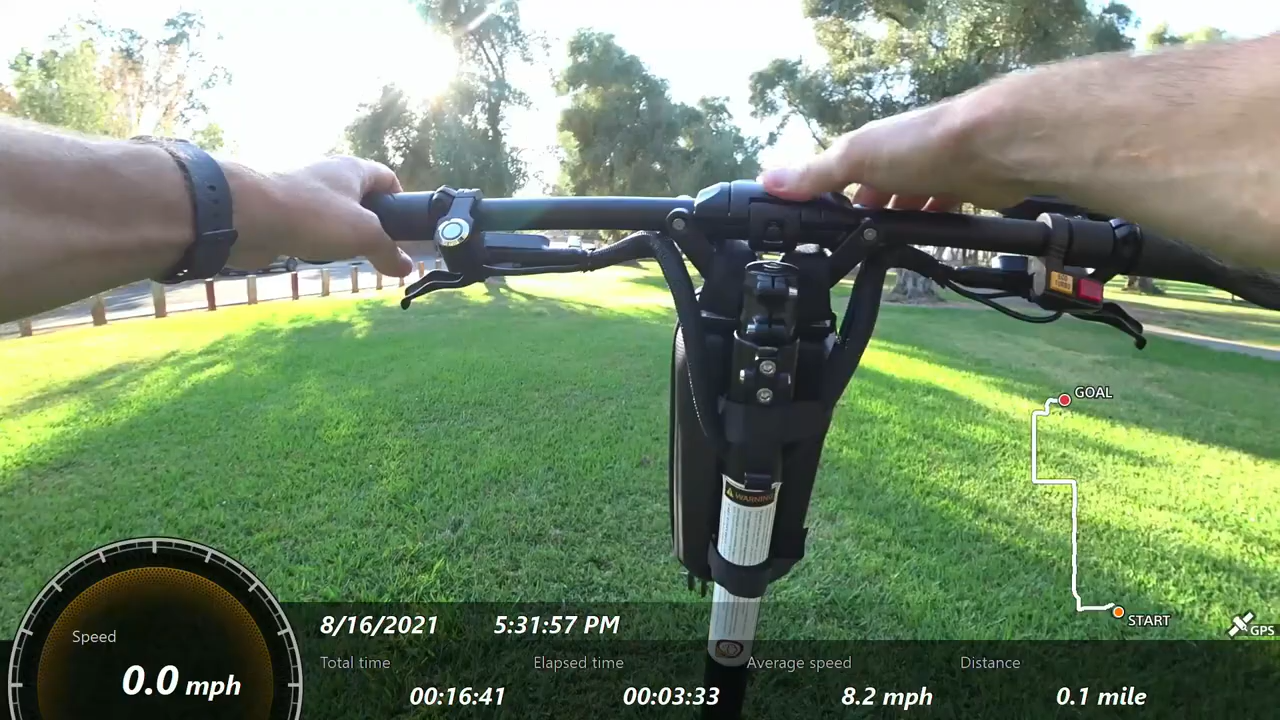 WARNING
GOAL
START
GPS
Speed
0.0 mph
8/16/2021 5:31:57 PM
Total time Elapsed time Average speed Distance
00:16:41 00:03:33 8.2 mph 0.1 mile